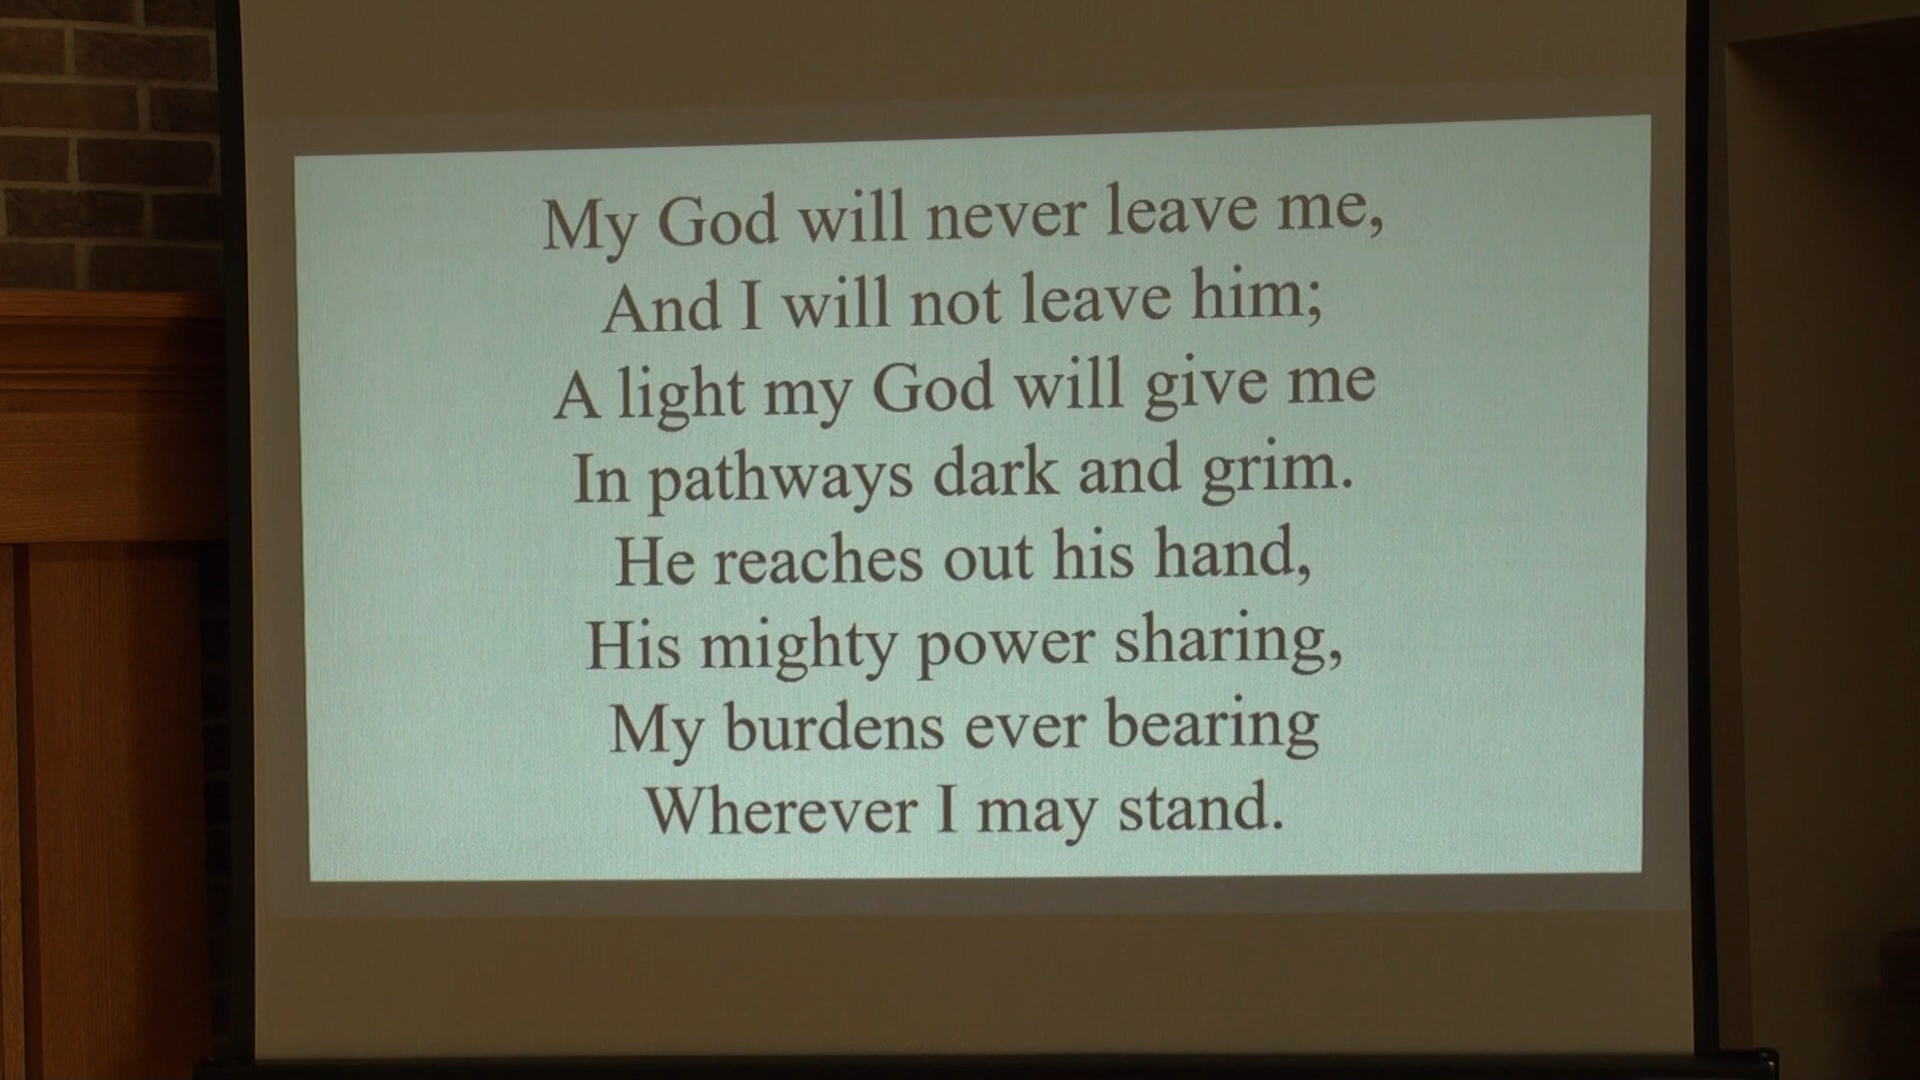 My God will never leave me,
And I will not leave him;
A light my God will give me
In pathways dark and grim.
He reaches out his hand,
His mighty power sharing,
My burdens ever bearing
Wherever I may stand.